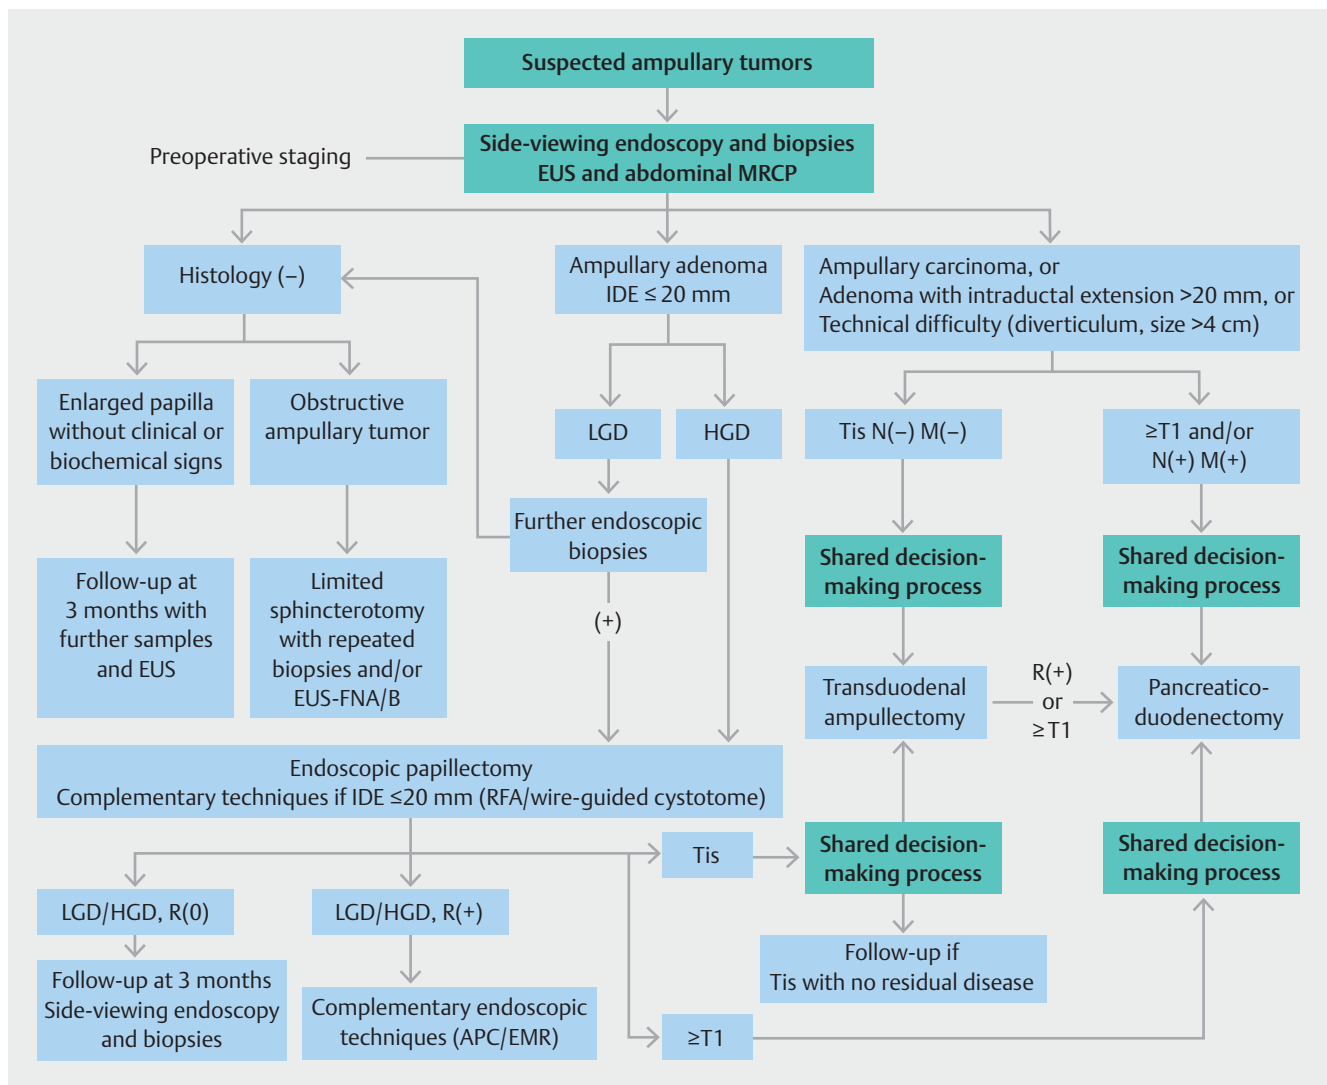 Suspected ampullary tumors
Preoperative staging
Side-viewing endoscopy and biopsies
EUS and abdominal MRCP
Histology (–)
Ampullary adenoma
IDE ≤ 20 mm
Ampullary carcinoma, or
Adenoma with intraductal extension >20 mm, or
Technical difficulty (diverticulum, size >4 cm)
Enlarged papilla
without clinical or
biochemical signs
Obstructive
ampullary tumor
LGD
HGD
Tis N(–) M(–)
≥T1 and/or
N(+) M(+)
Further endoscopic
biopsies
Shared decision-
making process
Shared decision-
making process
Follow-up at
3 months with
further samples
and EUS
Limited
sphincterotomy
with repeated
biopsies and/or
EUS-FNA/B
(+)
Transduodenal
ampullectomy
R(+)
or
≥T1
Pancreatico-
duodenectomy
Endoscopic papillectomy
Complementary techniques if IDE ≤20 mm (RFA/wire-guided cystotome)
Tis
Shared decision-
making process
Shared decision-
making process
LGD/HGD, R(0)
LGD/HGD, R(+)
Follow-up if
Tis with no residual disease
Follow-up at 3 months
Side-viewing endoscopy
and biopsies
Complementary endoscopic
techniques (APC/EMR)
≥T1